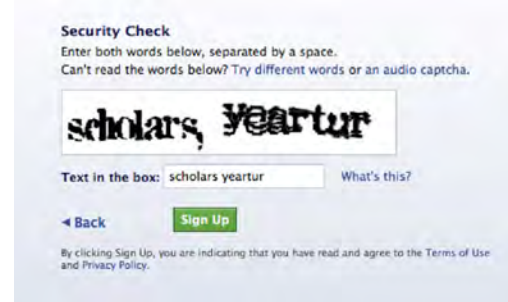 Security Check
Enter both words below, separated by a space.
Can't read the words below? Try different words or an audio captcha.
scholars, yeartur
Text in the box: scholars yeartur What's this?
◄ Back Sign Up
By clicking Sign Up, you are indicating that you have read and agree to the Terms of Use
and Privacy Policy.